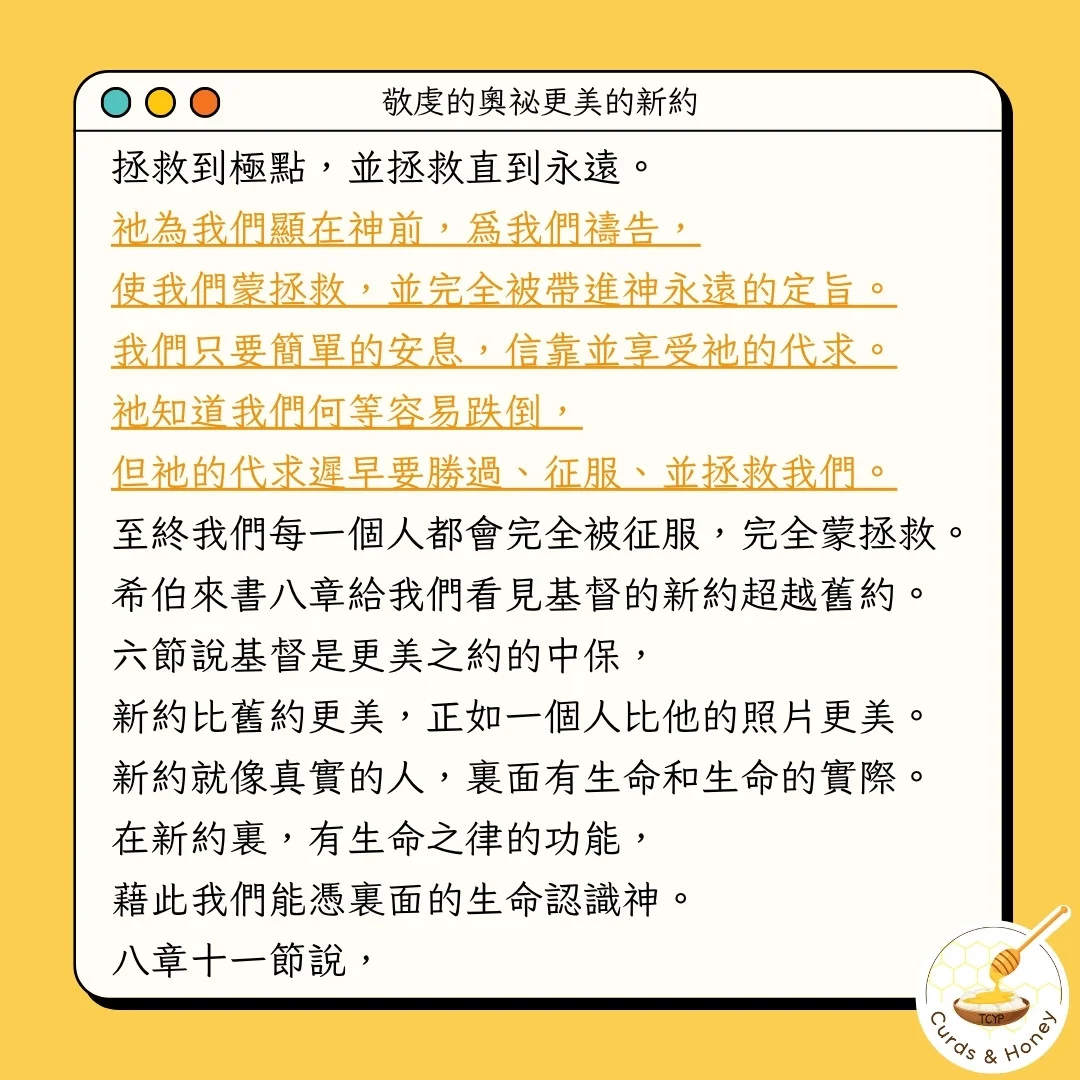 敬虔的奧祕更美的新約
拯救到極點，並拯救直到永遠。
祂為我們顯在神前，爲我們禱告，
使我們蒙拯救，並完全被帶進神永遠的定旨。
我們只要簡單的安息，信靠並享受祂的代求。
祂知道我們何等容易跌倒，
但祂的代求遲早要勝過、征服、並拯救我們。
至終我們每一個人都會完全被征服，完全蒙拯救。
希伯來書八章給我們看見基督的新約超越舊約。
六節說基督是更美之約的中保，
新約比舊約更美，正如一個人比他的照片更美。
新約就像真實的人，裏面有生命和生命的實際。
在新約裏，有生命之律的功能，
藉此我們能憑裏面的生命認識神。
八章十一節說，
TCYP
Curds & Honey